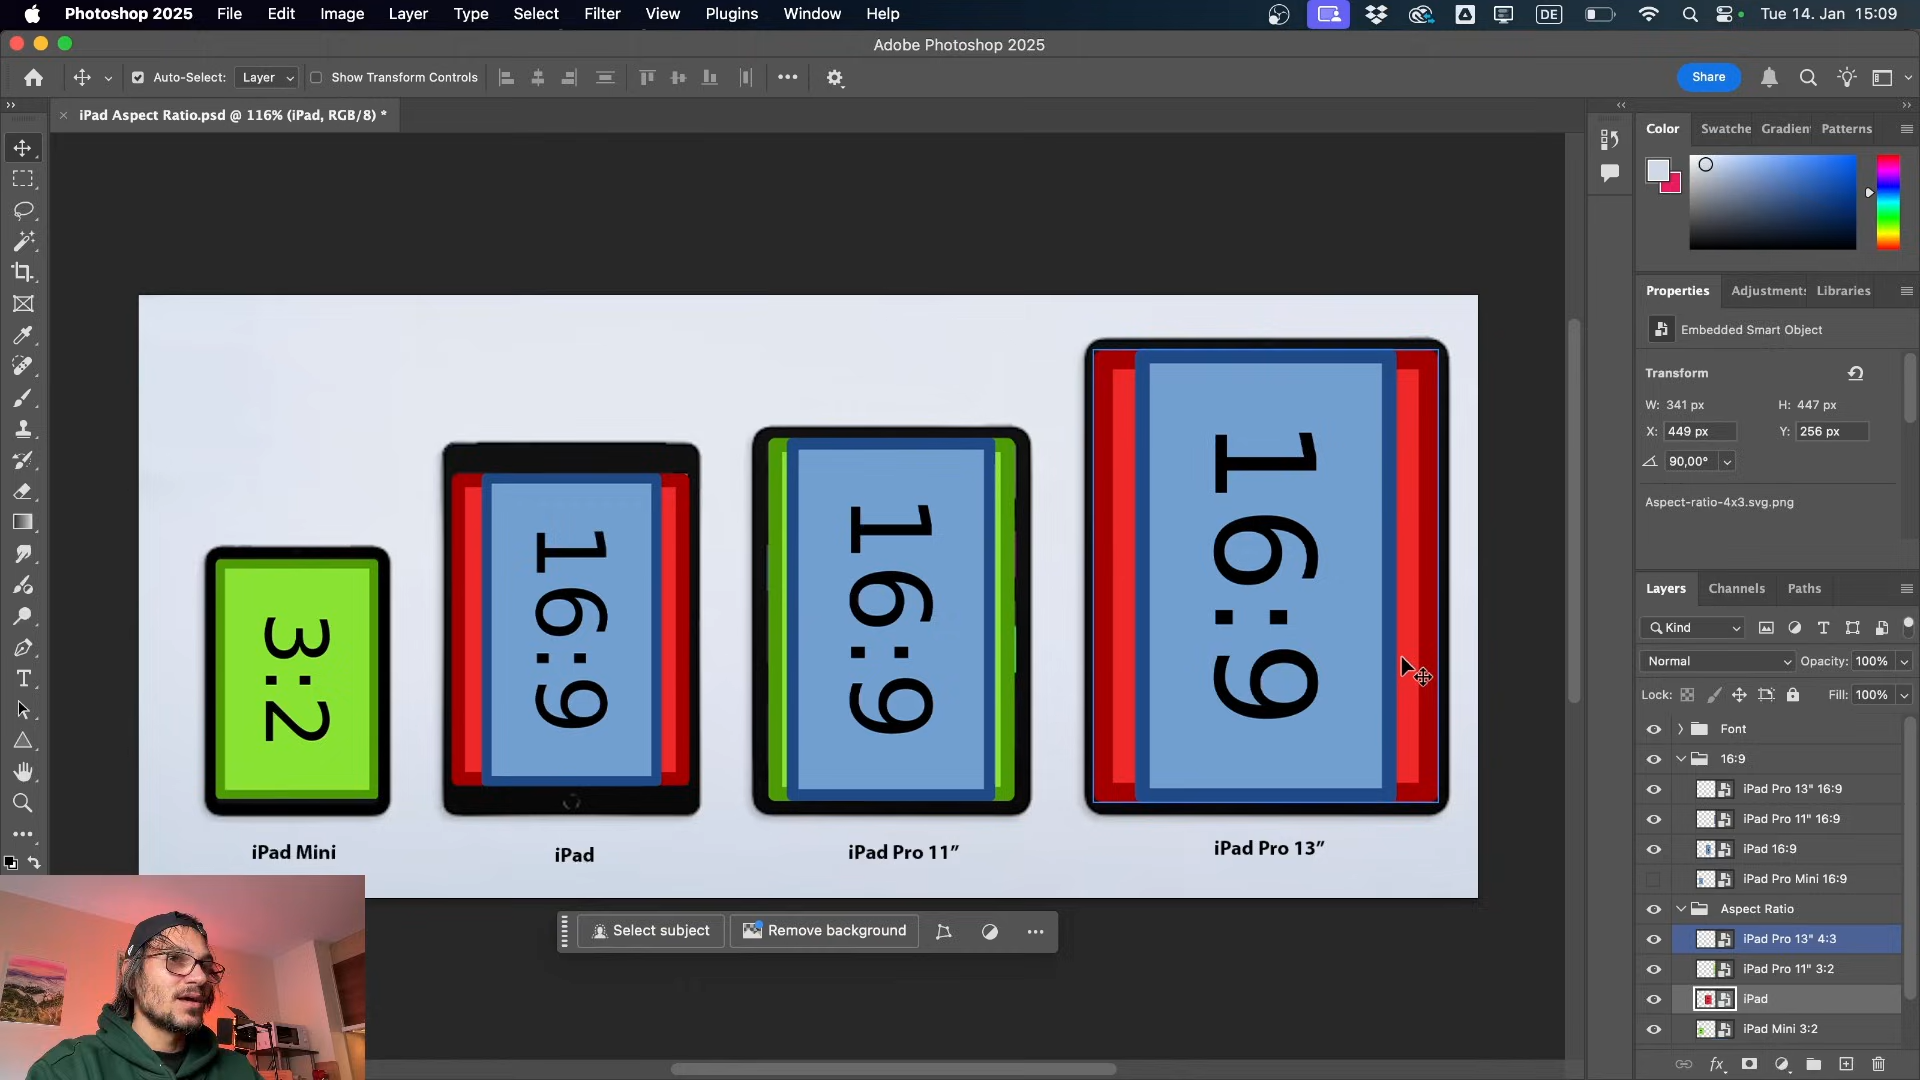 Photoshop 2025 File Edit Image Layer Type Select Filter View Plugins Window Help DE Tue 14. Jan 15:09
Adobe Photoshop 2025
Auto-Select: Layer Show Transform Controls Share
iPad Aspect Ratio.psd @ 116% (iPad, RGB/8) *
Color Swatche Gradien Patterns
Properties Adjustment: Libraries
Embedded Smart Object
Transform
W: 341 px H: 447 px
X: 449 px Y: 256 px
90,00°
Aspect-ratio-4x3.svg.png
3:2
16:9
16:9
16:9
iPad Mini
iPad
iPad Pro 11”
iPad Pro 13”
Select subject Remove background
Layers Channels Paths
Kind
Normal Opacity: 100%
Lock: Fill: 100%
Font
16:9
iPad Pro 13" 16:9
iPad Pro 11" 16:9
iPad 16:9
iPad Pro Mini 16:9
Aspect Ratio
iPad Pro 13" 4:3
iPad Pro 11" 3:2
iPad
iPad Mini 3:2
fx